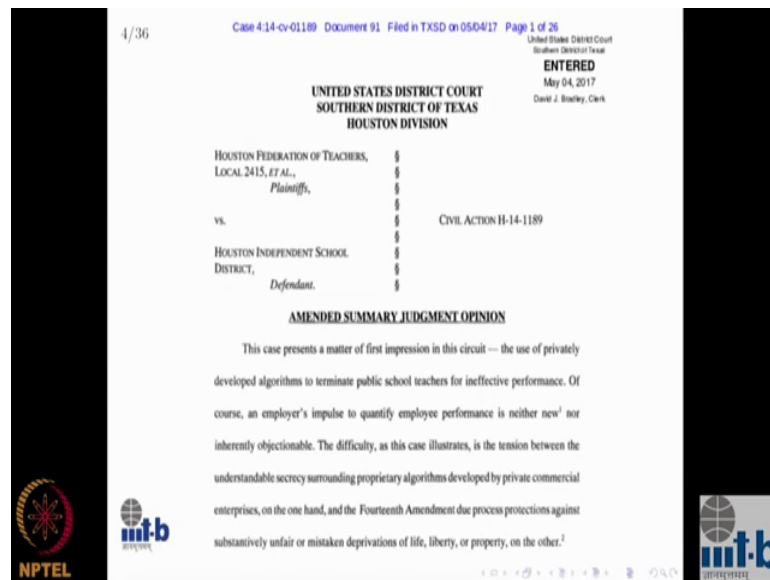 4/36
Case 4:14-cv-01189 Document 91 Filed in TXSD on 05/04/17 Page 1 of 26
United States District Court
Southern District of Texas
ENTERED
May 04, 2017
David J. Bradley, Clerk
UNITED STATES DISTRICT COURT
SOUTHERN DISTRICT OF TEXAS
HOUSTON DIVISION
HOUSTON FEDERATION OF TEACHERS, §
LOCAL 2415, ET AL., §
Plaintiffs, §
§
vs. § CIVIL ACTION H-14-1189
§
HOUSTON INDEPENDENT SCHOOL §
DISTRICT, §
Defendant. §
AMENDED SUMMARY JUDGMENT OPINION
This case presents a matter of first impression in this circuit — the use of privately
developed algorithms to terminate public school teachers for ineffective performance. Of
course, an employer's impulse to quantify employee performance is neither new¹ nor
inherently objectionable. The difficulty, as this case illustrates, is the tension between the
understandable secrecy surrounding proprietary algorithms developed by private commercial
enterprises, on the one hand, and the Fourteenth Amendment due process protections against
substantively unfair or mistaken deprivations of life, liberty, or property, on the other.²
NPTEL
iiit-b
iiit-b